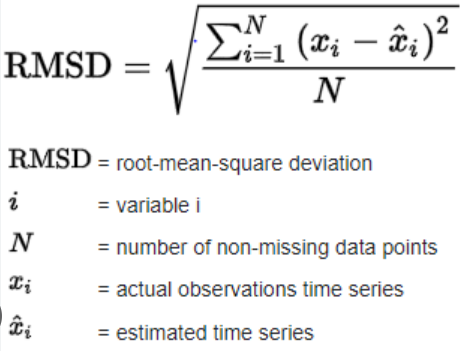 RMSD = √(∑_{i=1}^{N} (x_i − x̂_i)² / N)
RMSD = root-mean-square deviation
i = variable i
N = number of non-missing data points
x_i = actual observations time series
x̂_i = estimated time series